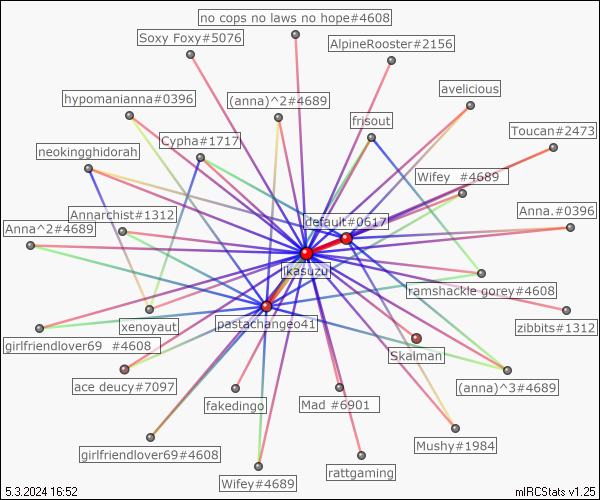 no cops no laws no hope#4608
Soxy Foxy#5076
AlpineRooster#2156
avelicious
hypomanianna#0396
(anna)^2#4689
frisout
Toucan#2473
Cypha#1717
neokingghidorah
Wifey  #4689
Anna.#0396
Annarchist#1312
default#0617
Anna^2#4689
ikasuzu
ramshackle gorey#4608
pastachangeo41
xenoyaut
zibbits#1312
girlfriendlover69  #4608
Skalman
ace deucy#7097
(anna)^3#4689
fakedingo
Mad #6901
Mushy#1984
girlfriendlover69#4608
rattgaming
Wifey#4689
5.3.2024 16:52
mIRCStats v1.25